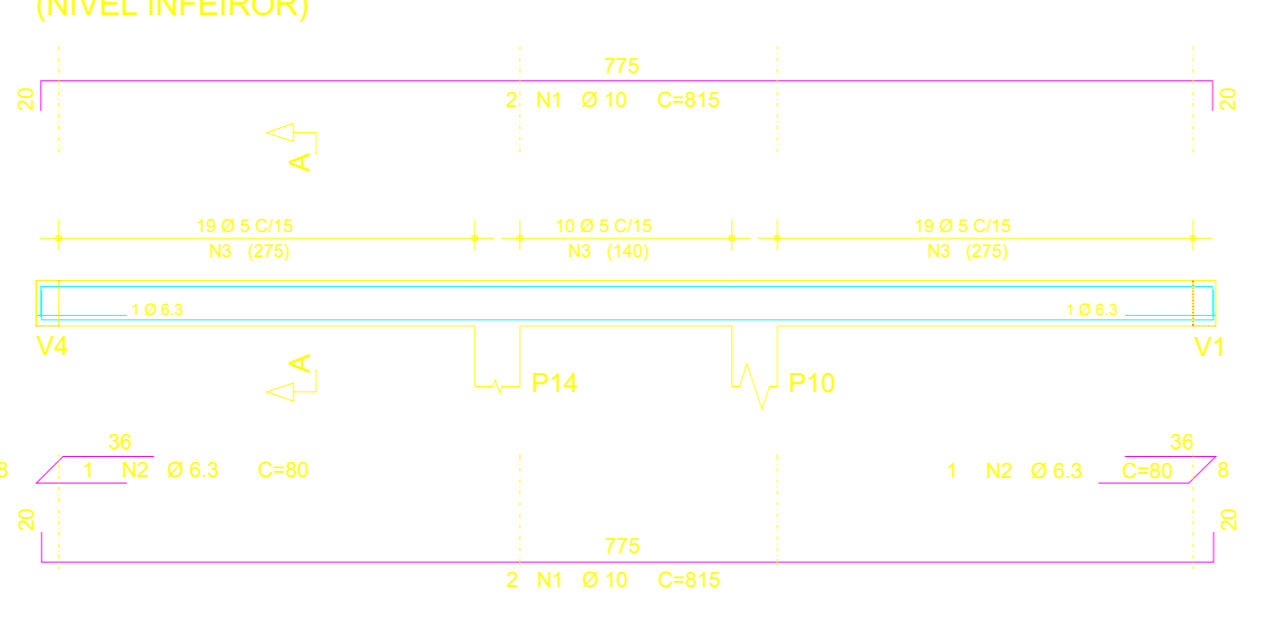 (NIVEL INFEIROR)
775
20
20
2 N1 Ø 10 C=815
A
19 Ø 5 C/15
10 Ø 5 C/15
19 Ø 5 C/15
N3 (275)
N3 (140)
N3 (275)
1 Ø 6.3
1 Ø 6.3
V4
V1
A
P14
P10
36
36
8
1 N2 Ø 6.3 C=80
1 N2 Ø 6.3 C=80
8
20
20
775
2 N1 Ø 10 C=815